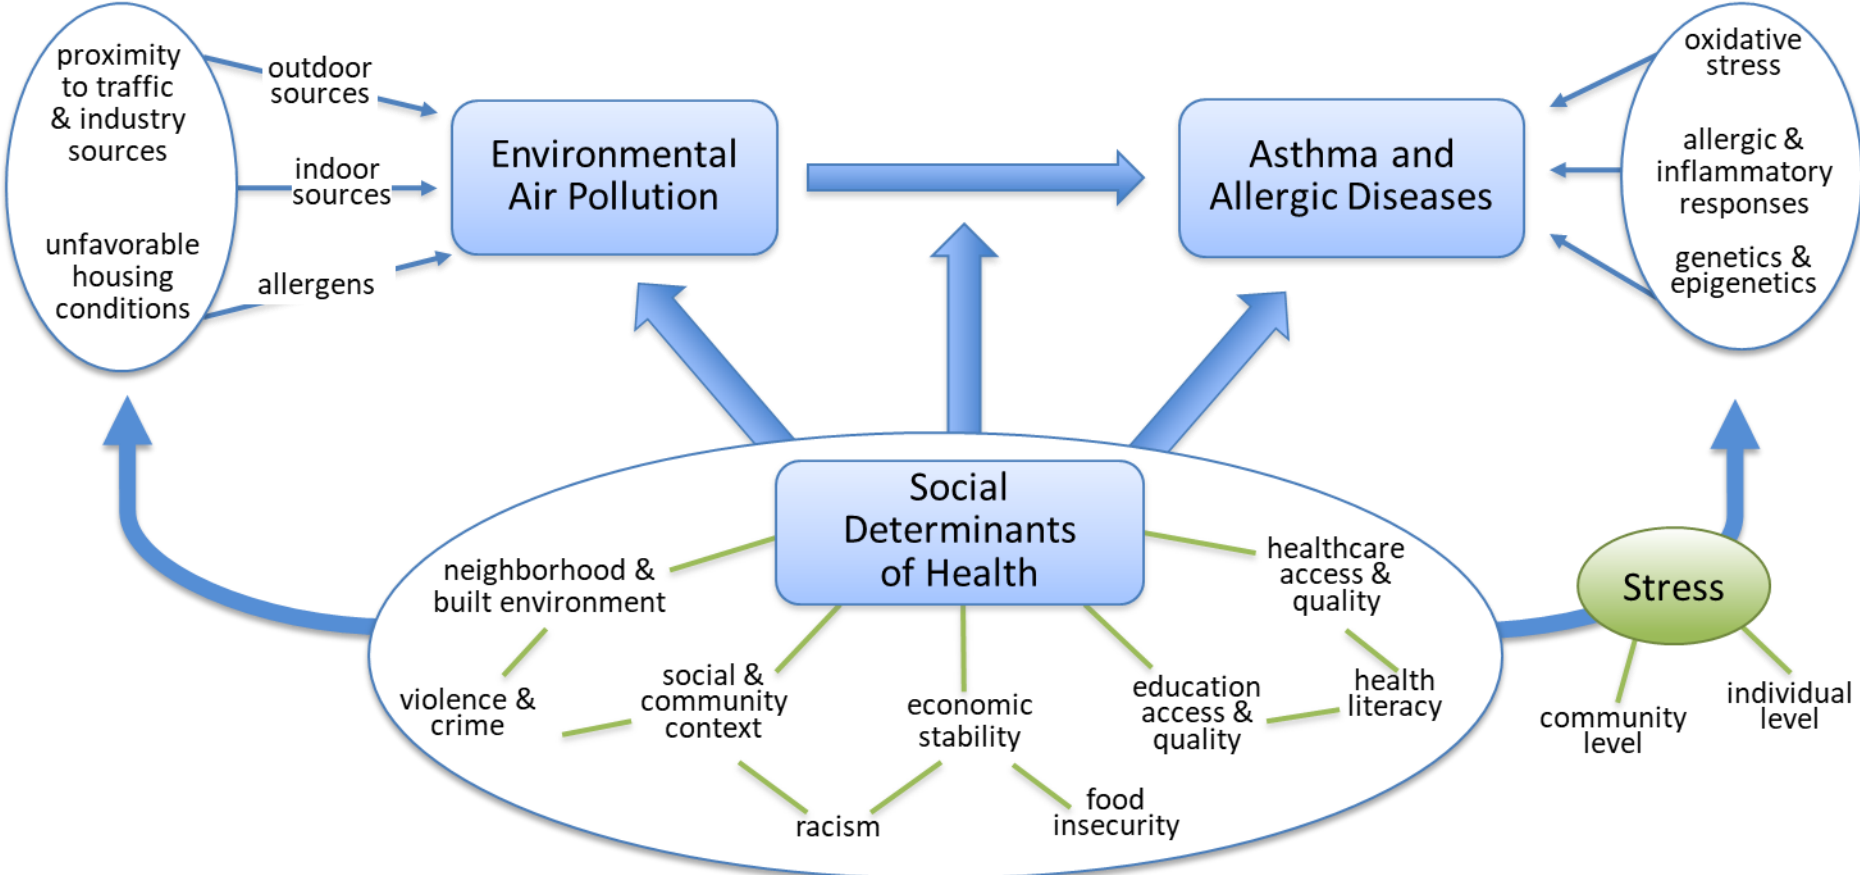 proximity
to traffic
& industry
sources
unfavorable
housing
conditions
outdoor
sources
indoor
sources
allergens
Environmental
Air Pollution
Asthma and
Allergic Diseases
oxidative
stress
allergic &
inflammatory
responses
genetics &
epigenetics
Social
Determinants
of Health
neighborhood &
built environment
violence &
crime
social &
community
context
racism
economic
stability
food
insecurity
education
access &
quality
health
literacy
healthcare
access &
quality
Stress
community
level
individual
level